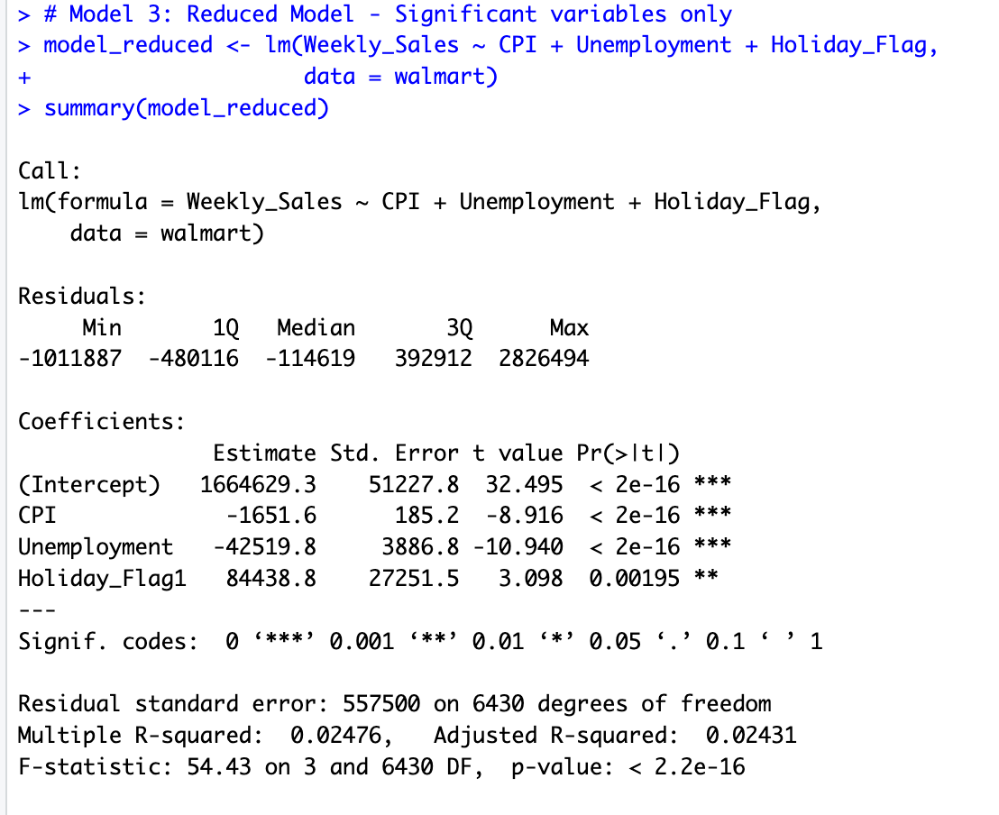 > # Model 3: Reduced Model - Significant variables only
> model_reduced <- lm(Weekly_Sales ~ CPI + Unemployment + Holiday_Flag,
+                     data = walmart)
> summary(model_reduced)
Call:
lm(formula = Weekly_Sales ~ CPI + Unemployment + Holiday_Flag,
    data = walmart)
Residuals:
     Min       1Q   Median       3Q      Max
-1011887  -480116  -114619   392912  2826494
Coefficients:
               Estimate Std. Error t value Pr(>|t|)
(Intercept)   1664629.3    51227.8  32.495  < 2e-16 ***
CPI             -1651.6      185.2  -8.916  < 2e-16 ***
Unemployment   -42519.8     3886.8 -10.940  < 2e-16 ***
Holiday_Flag1   84438.8    27251.5   3.098  0.00195 **
---
Signif. codes:  0 ‘***’ 0.001 ‘**’ 0.01 ‘*’ 0.05 ‘.’ 0.1 ‘ ’ 1
Residual standard error: 557500 on 6430 degrees of freedom
Multiple R-squared:  0.02476,   Adjusted R-squared:  0.02431
F-statistic: 54.43 on 3 and 6430 DF,  p-value: < 2.2e-16